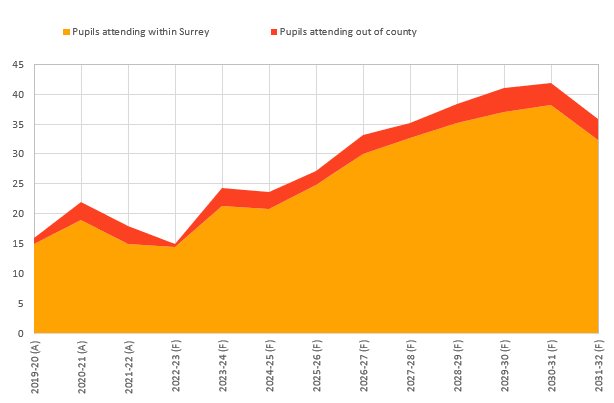 Pupils attending within Surrey
Pupils attending out of county
45
40
35
30
25
20
15
10
5
0
2019-20 (A)
2020-21 (A)
2021-22 (A)
2022-23 (F)
2023-24 (F)
2024-25 (F)
2025-26 (F)
2026-27 (F)
2027-28 (F)
2028-29 (F)
2029-30 (F)
2030-31 (F)
2031-32 (F)